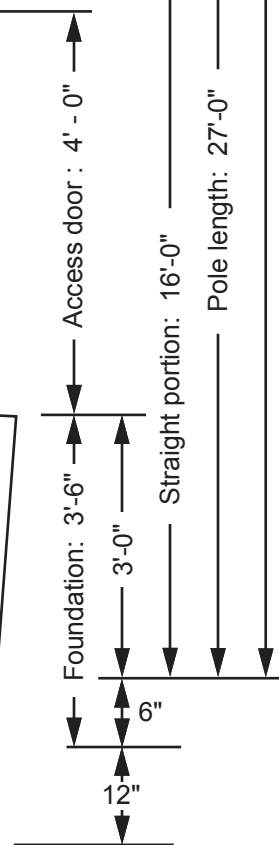 Access door : 4' - 0"
Foundation: 3'-6"
3'-0"
Straight portion: 16'-0"
Pole length: 27'-0"
6"
12"